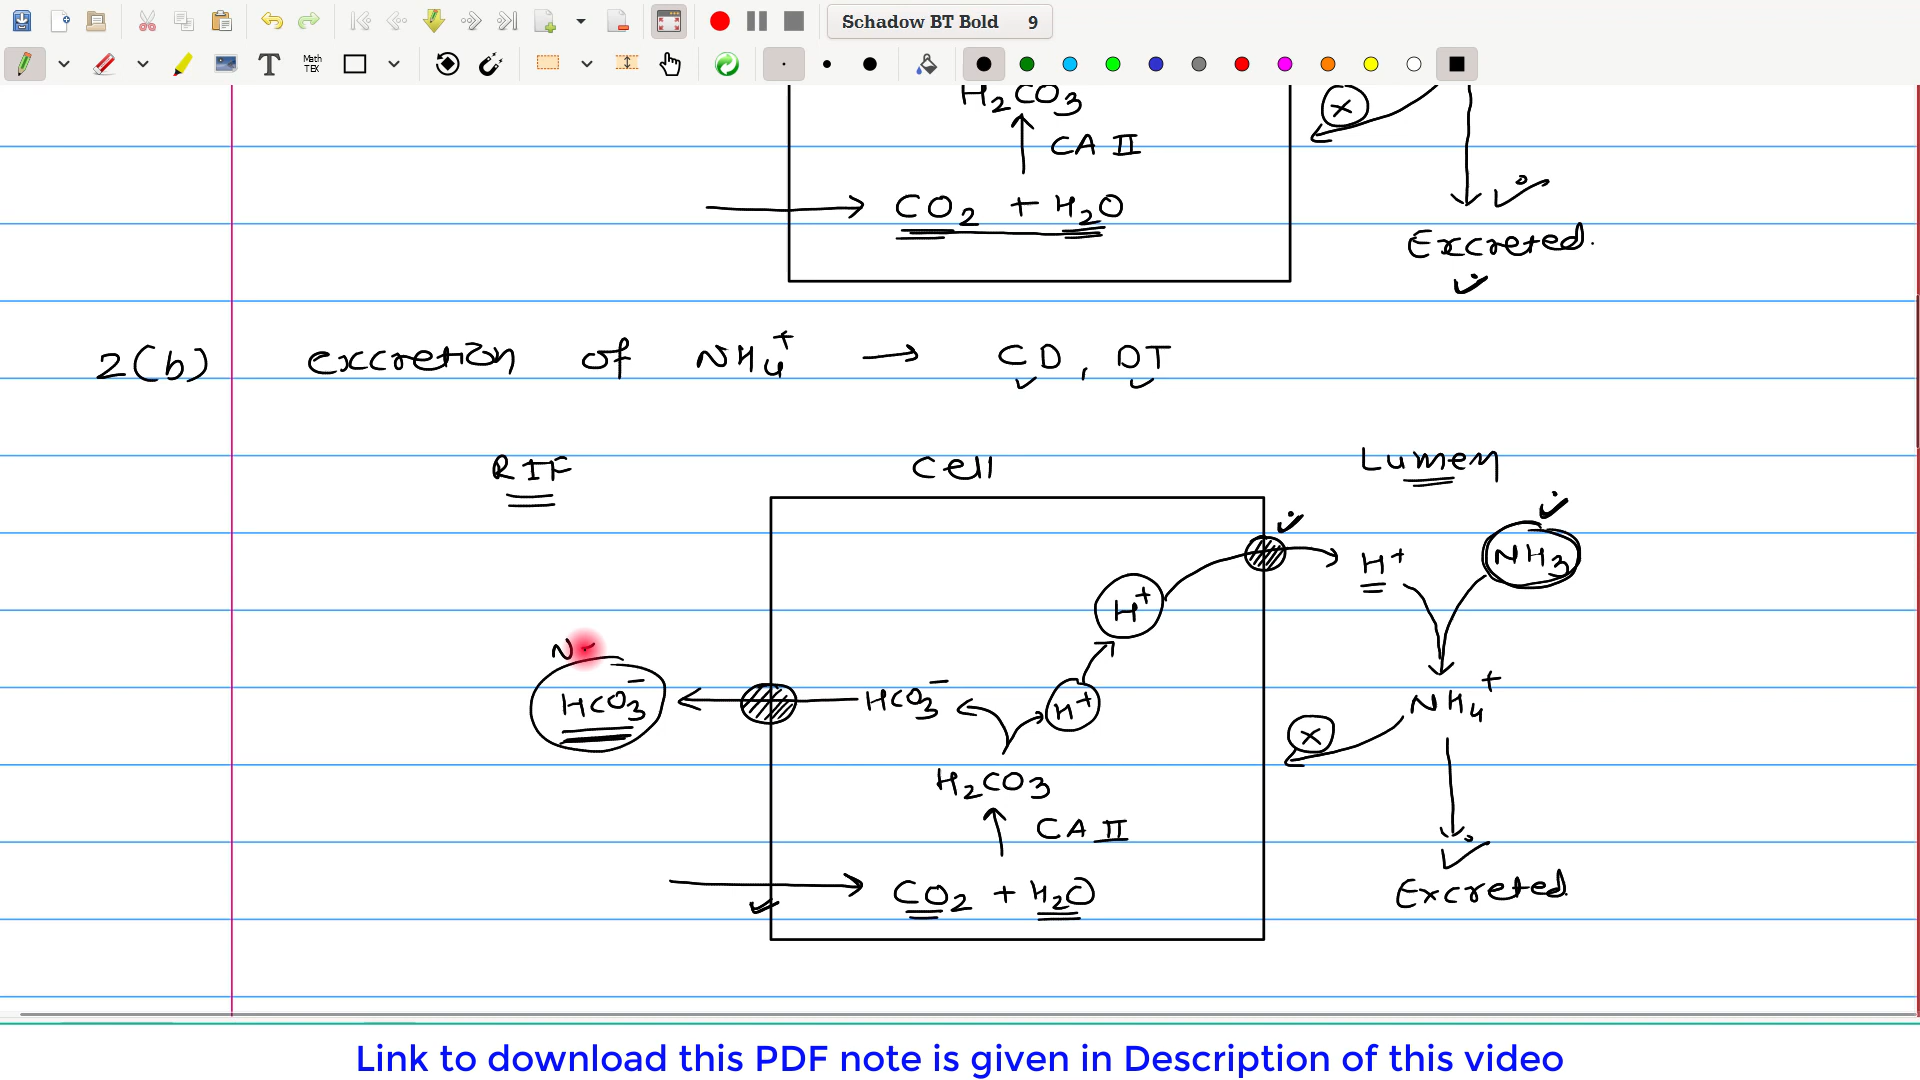 Schadow BT Bold 9
Math TEX
H₂CO₃
CA II
X
CO₂ + H₂O
Excreted.
2(b) excretion of NH₄⁺ → CD, DT
RIF Cell Lumen
H⁺ NH₃
H⁺
N
HCO₃⁻ ← HCO₃⁻ H⁺ NH₄⁺
X
H₂CO₃
CA II
→ CO₂ + H₂O Excreted.
Link to download this PDF note is given in Description of this video